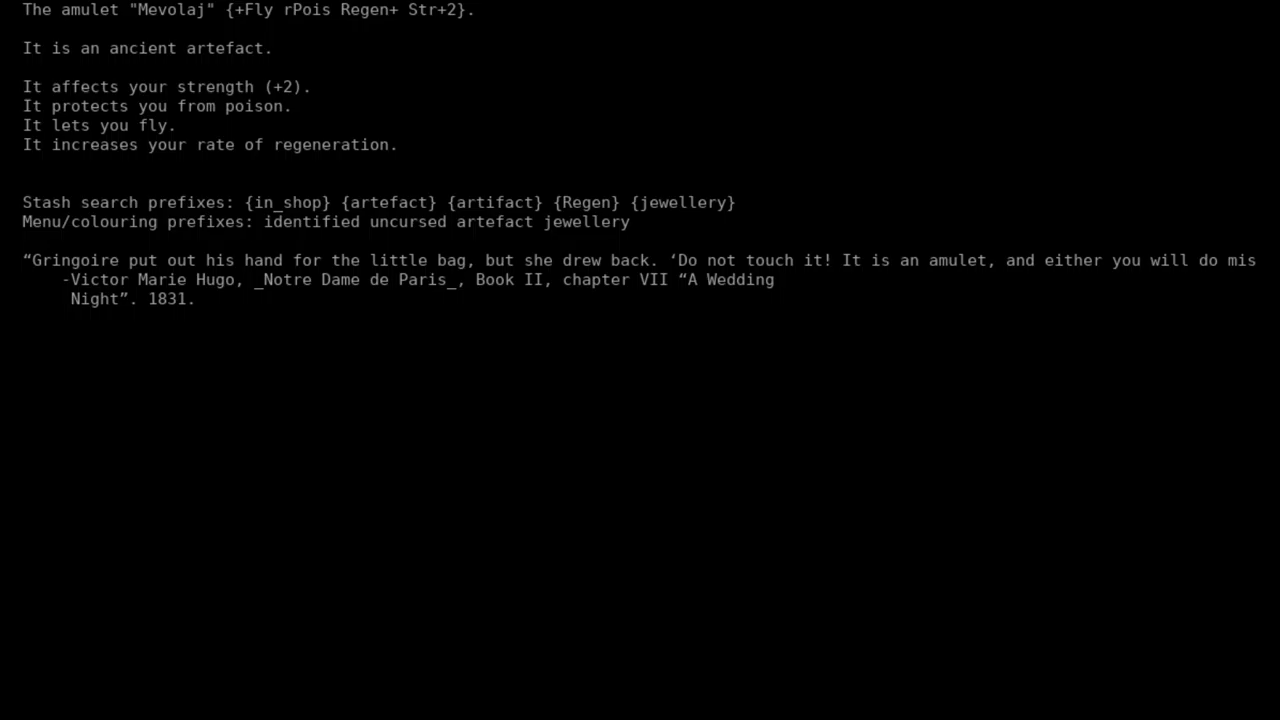 The amulet "Mevolaj" {+Fly rPois Regen+ Str+2}.
It is an ancient artefact.
It affects your strength (+2).
It protects you from poison.
It lets you fly.
It increases your rate of regeneration.
Stash search prefixes: {in_shop} {artefact} {artifact} {Regen} {jewellery}
Menu/colouring prefixes: identified uncursed artefact jewellery
“Gringoire put out his hand for the little bag, but she drew back. ‘Do not touch it! It is an amulet, and either you will do mis
-Victor Marie Hugo, _Notre Dame de Paris_, Book II, chapter VII “A Wedding
Night”. 1831.